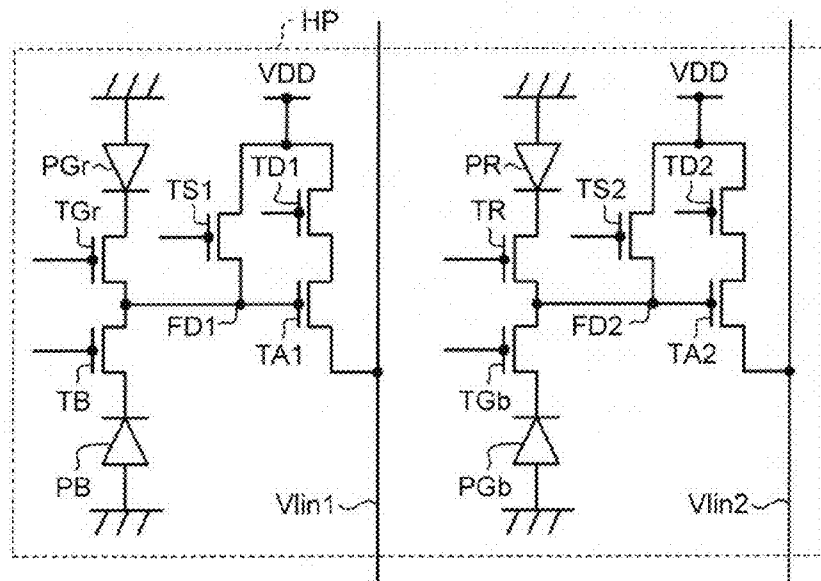 HP
VDD
VDD
PGr
TS1
TD1
PR
TS2
TD2
TGr
TR
FD1
TA1
FD2
TA2
TB
TGb
PB
Vlin1
PGb
Vlin2